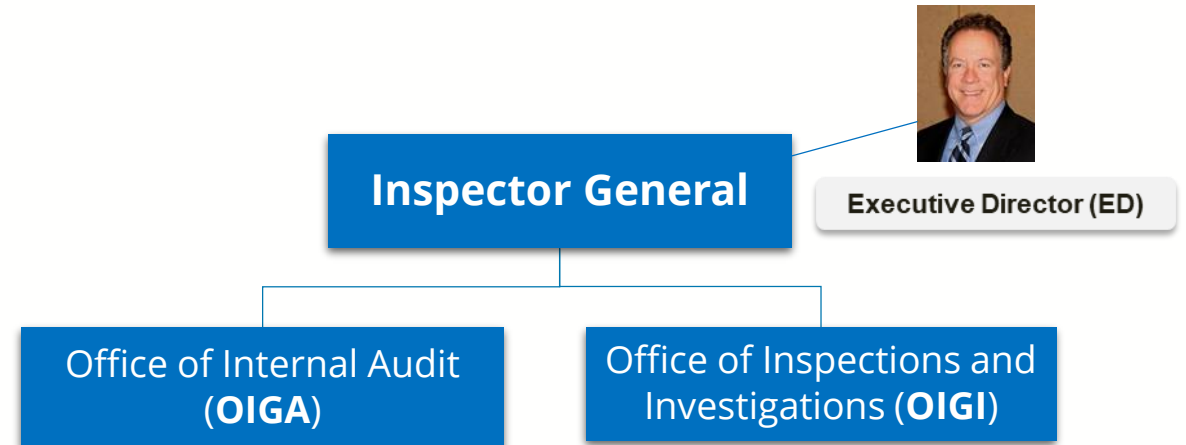 Inspector General
Executive Director (ED)
Office of Internal Audit
(OIGA)
Office of Inspections and
Investigations (OIGI)